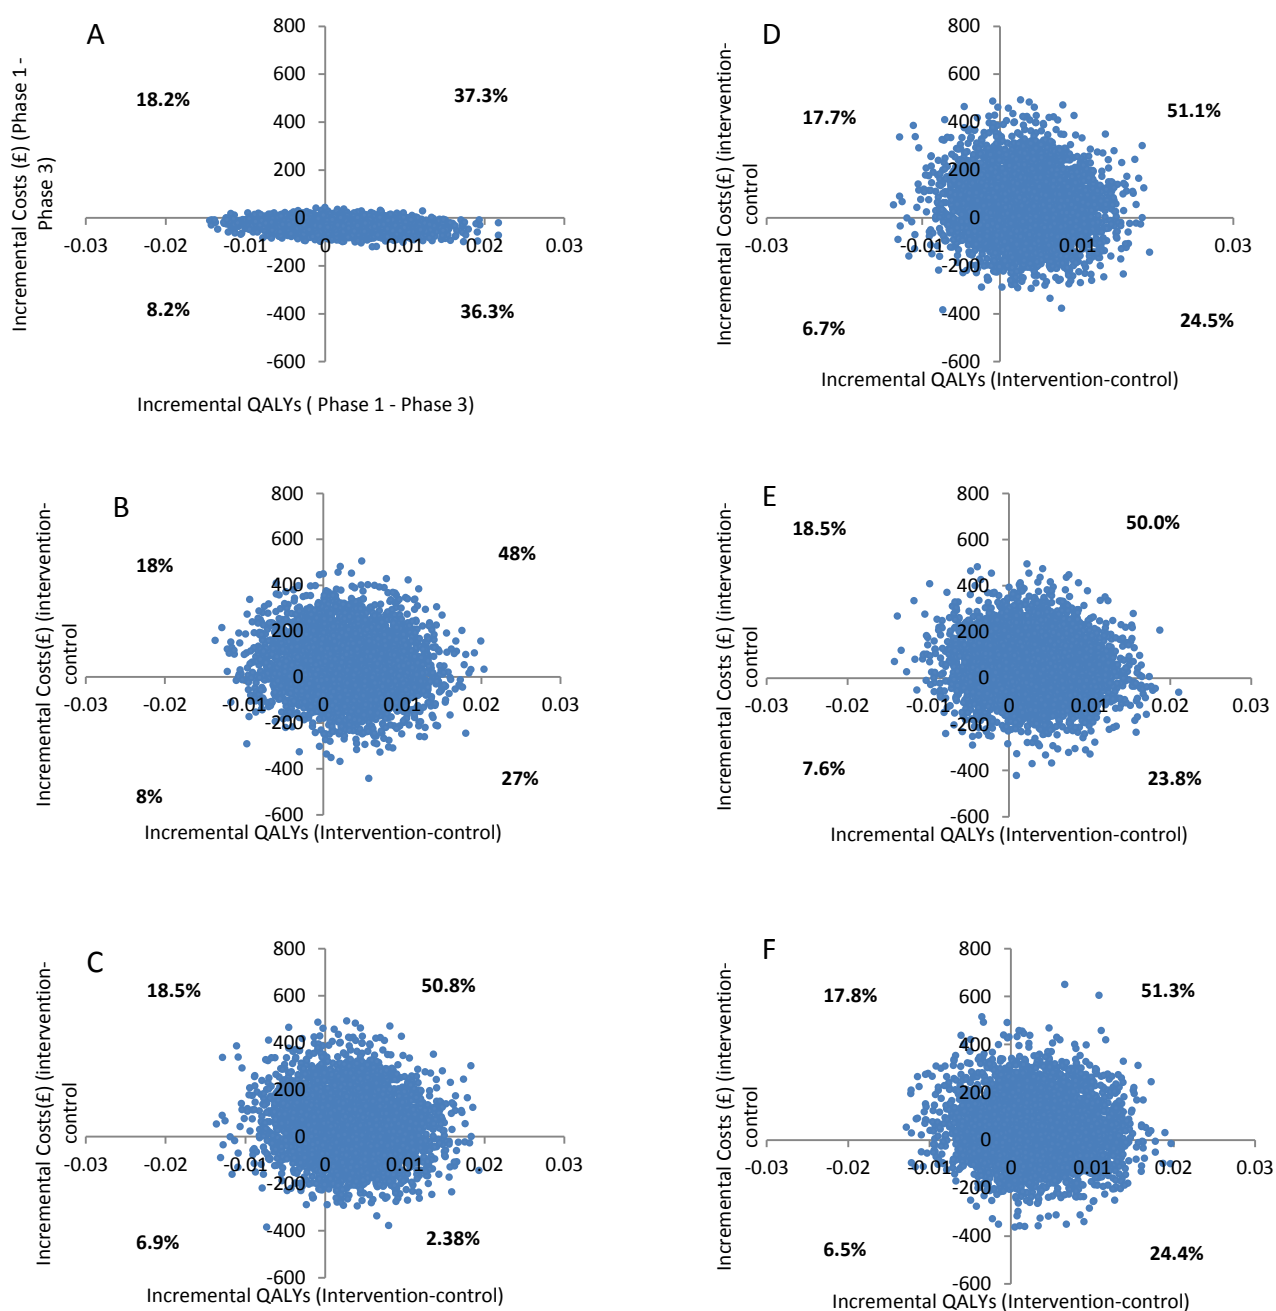 A
Incremental Costs (£) (Phase 1 -
Phase 3)
800
600
400
200
0
-200
-400
-600
-0.03 -0.02 -0.01 0 0.01 0.02 0.03
18.2%
37.3%
8.2%
36.3%
Incremental QALYs ( Phase 1 - Phase 3)
D
Incremental Costs(£) (intervention-
control
800
600
400
200
0
-200
-400
-600
-0.03 -0.01 0.01 0.03
17.7%
51.1%
6.7%
24.5%
Incremental QALYs (Intervention-control)
B
Incremental Costs(£) (intervention-
control
800
600
400
200
0
-200
-400
-600
-0.03 -0.02 -0.01 0 0.01 0.02 0.03
18%
48%
8%
27%
Incremental QALYs (Intervention-control)
E
Incremental Costs (£) (intervention-
control
800
600
400
200
0
-200
-400
-600
-0.03 -0.02 -0.01 0 0.01 0.02 0.03
18.5%
50.0%
7.6%
23.8%
Incremental QALYs (Intervention-control)
C
Incremental Costs(£) (intervention-
control
800
600
400
200
0
-200
-400
-600
-0.03 -0.02 -0.01 0 0.01 0.02 0.03
18.5%
50.8%
6.9%
2.38%
Incremental QALYs (Intervention-control)
F
Incremental Costs (£) (intervention-
control
800
600
400
200
0
-200
-400
-600
-0.03 -0.02 -0.01 0 0.01 0.02 0.03
17.8%
51.3%
6.5%
24.4%
Incremental QALYs (Intervention-control)